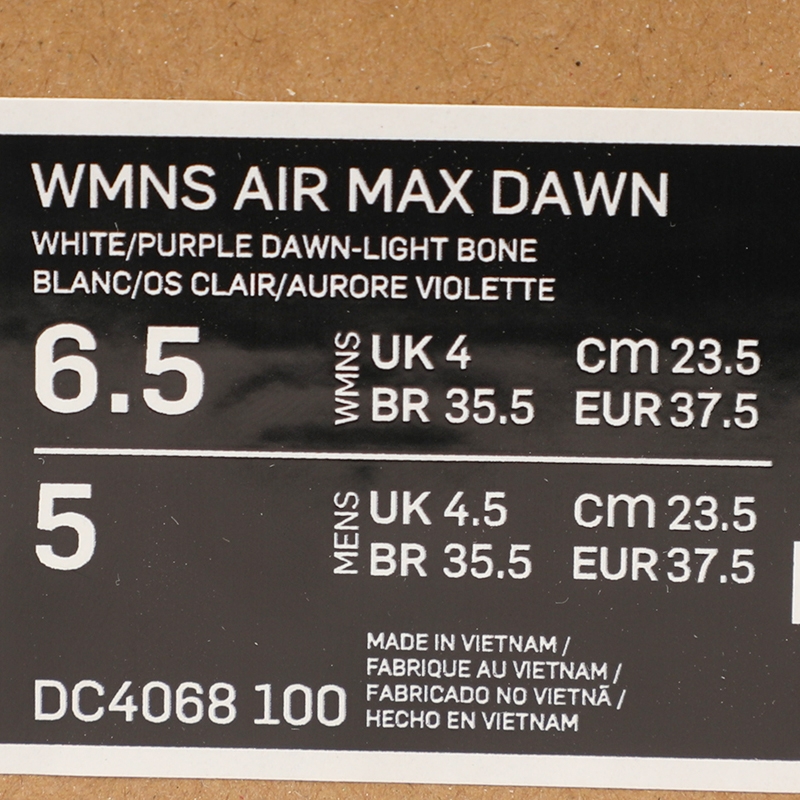 WMNS AIR MAX DAWN
WHITE/PURPLE DAWN-LIGHT BONE
BLANC/OS CLAIR/AURORE VIOLETTE
6.5 WMNS UK 4 CM 23.5
BR 35.5 EUR 37.5
5 MENS UK 4.5 CM 23.5
BR 35.5 EUR 37.5
MADE IN VIETNAM /
FABRIQUE AU VIETNAM /
FABRICADO NO VIETNÃ /
HECHO EN VIETNAM
DC4068 100